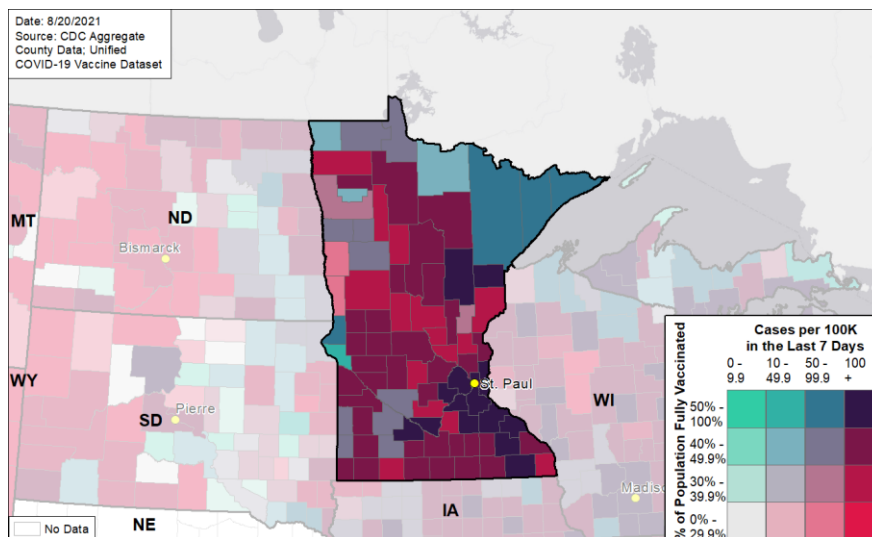 Date: 8/20/2021
Source: CDC Aggregate
County Data; Unified
COVID-19 Vaccine Dataset
MT
ND
Bismarck
WY
SD
Pierre
St. Paul
WI
Madis
NE
IA
No Data
Cases per 100K
in the Last 7 Days
0 - 9.9
10 - 49.9
50 - 99.9
100 +
% of Population Fully Vaccinated
50% - 100%
40% - 49.9%
30% - 39.9%
0% - 29.9%